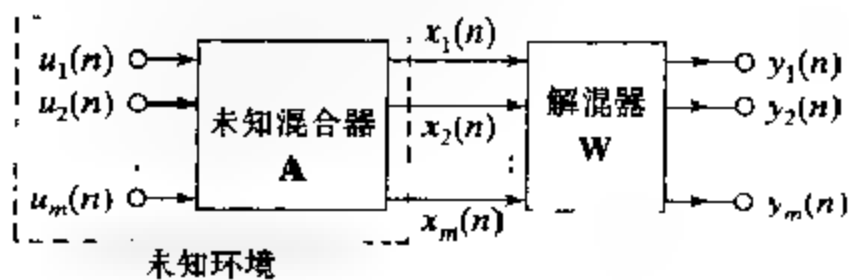 u₁(n)
u₂(n)
uₘ(n)
未知混合器
A
x₁(n)
x₂(n)
xₘ(n)
解混器
W
y₁(n)
y₂(n)
yₘ(n)
未知环境